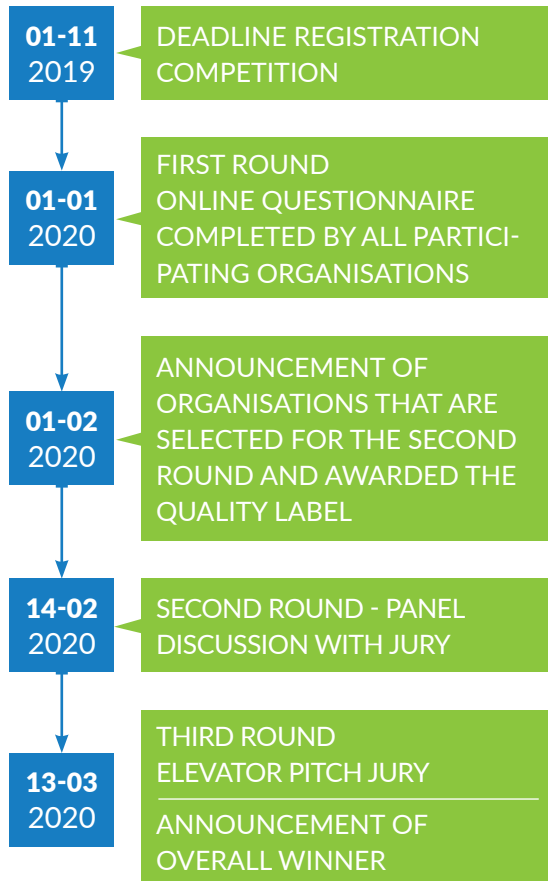 01-11
2019
DEADLINE REGISTRATION
COMPETITION
01-01
2020
FIRST ROUND
ONLINE QUESTIONNAIRE
COMPLETED BY ALL PARTICI-
PATING ORGANISATIONS
01-02
2020
ANNOUNCEMENT OF
ORGANISATIONS THAT ARE
SELECTED FOR THE SECOND
ROUND AND AWARDED THE
QUALITY LABEL
14-02
2020
SECOND ROUND - PANEL
DISCUSSION WITH JURY
13-03
2020
THIRD ROUND
ELEVATOR PITCH JURY
ANNOUNCEMENT OF
OVERALL WINNER